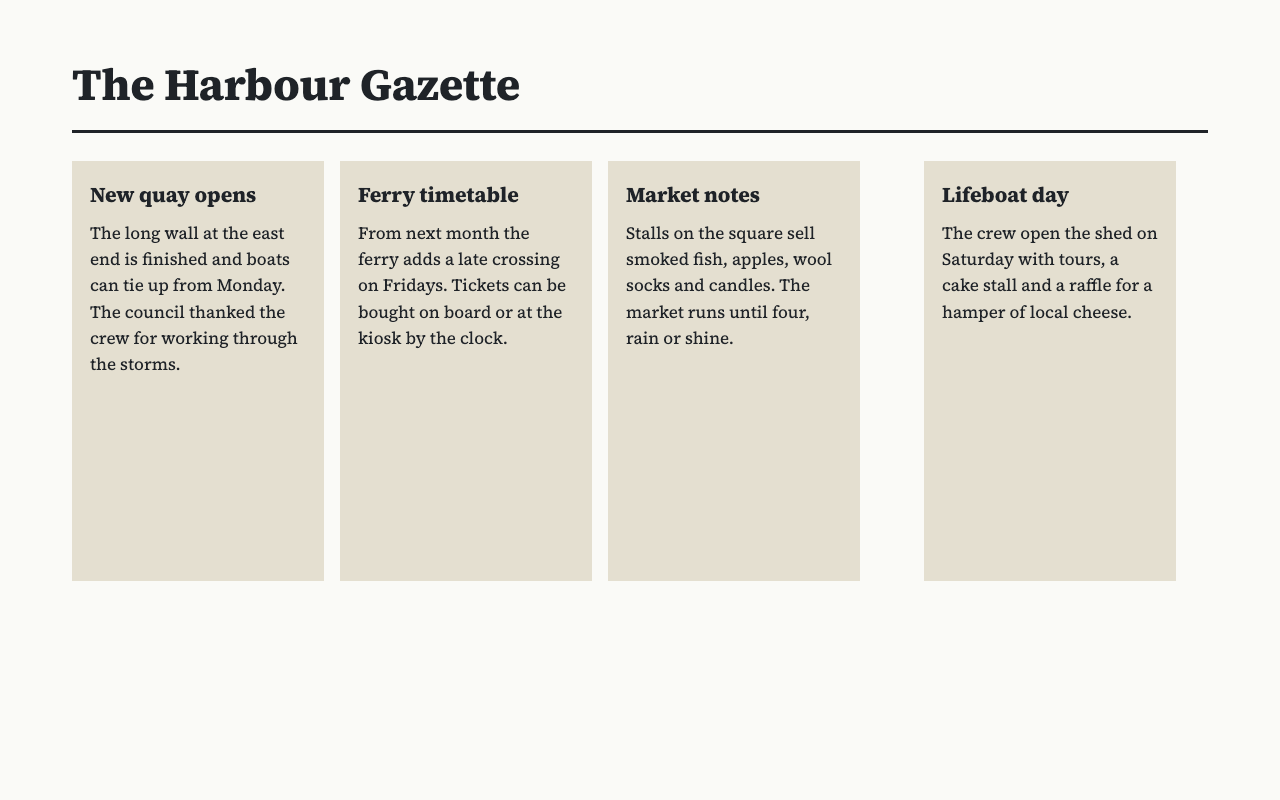 The Harbour Gazette
New quay opens
The long wall at the east
end is finished and boats
can tie up from Monday.
The council thanked the
crew for working through
the storms.
Ferry timetable
From next month the
ferry adds a late crossing
on Fridays. Tickets can be
bought on board or at the
kiosk by the clock.
Market notes
Stalls on the square sell
smoked fish, apples, wool
socks and candles. The
market runs until four,
rain or shine.
Lifeboat day
The crew open the shed on
Saturday with tours, a
cake stall and a raffle for a
hamper of local cheese.